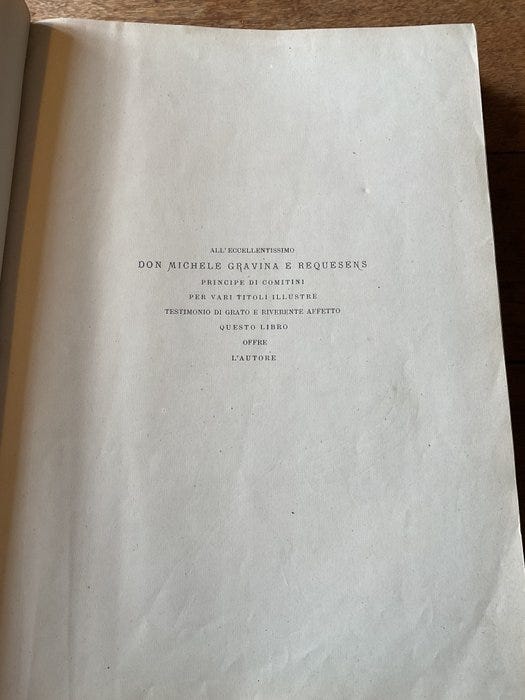 ALL'ECCELLENTISSIMO
DON MICHELE GRAVINA E REQUESENS
PRINCIPE DI COMITINI
PER VARI TITOLI ILLUSTRE
TESTIMONIO DI GRATO E RIVERENTE AFFETTO
QUESTO LIBRO
OFFRE
L'AUTORE